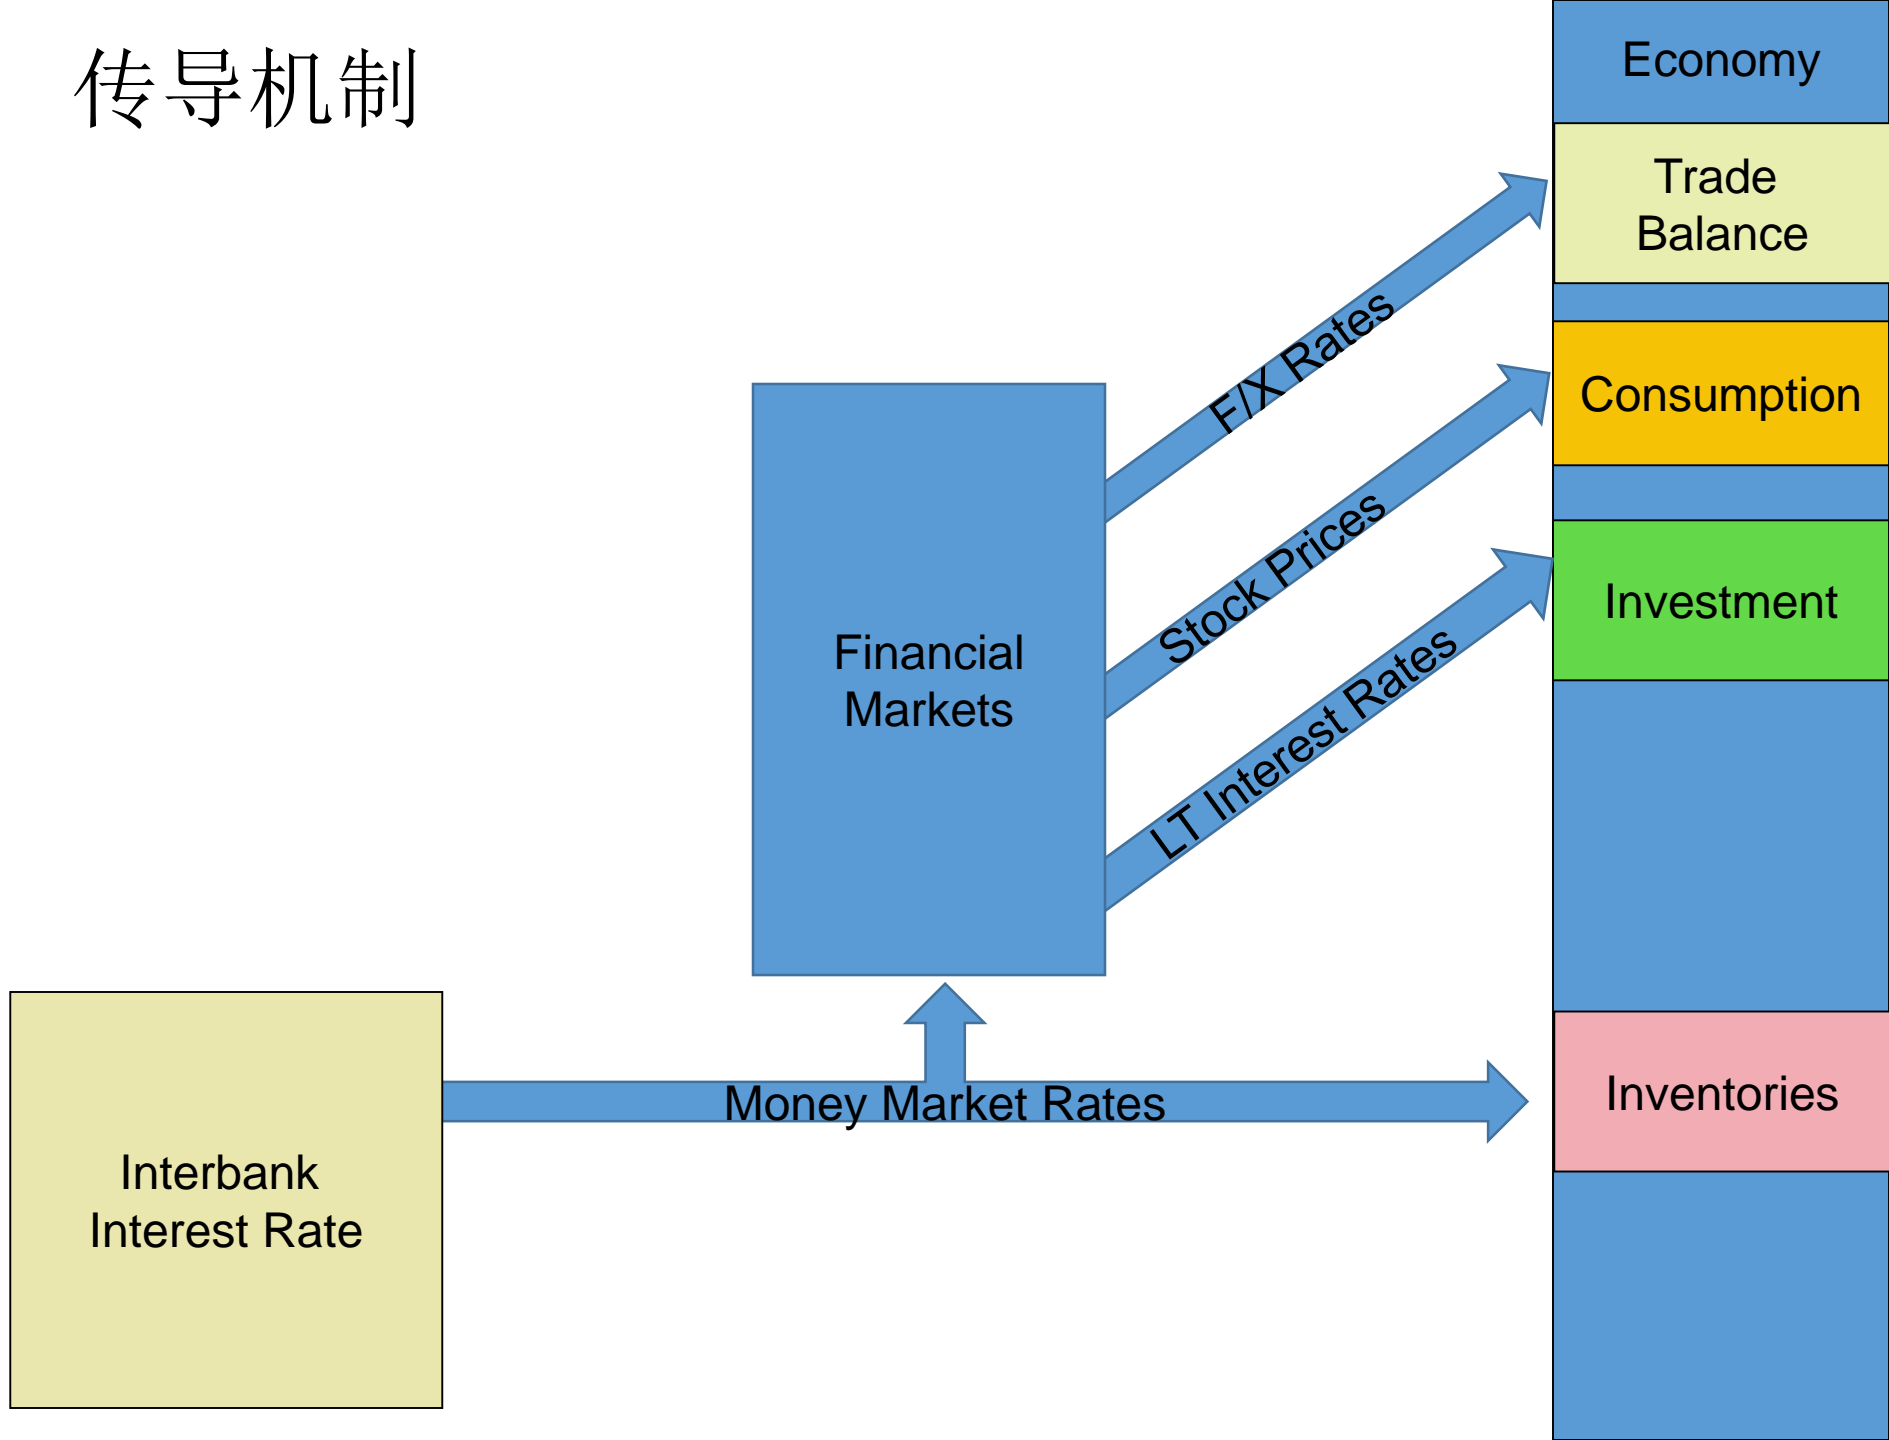 传导机制
Economy
Trade
Balance
F/X Rates
Consumption
Stock Prices
Investment
Financial
Markets
LT Interest Rates
Money Market Rates
Inventories
Interbank
Interest Rate